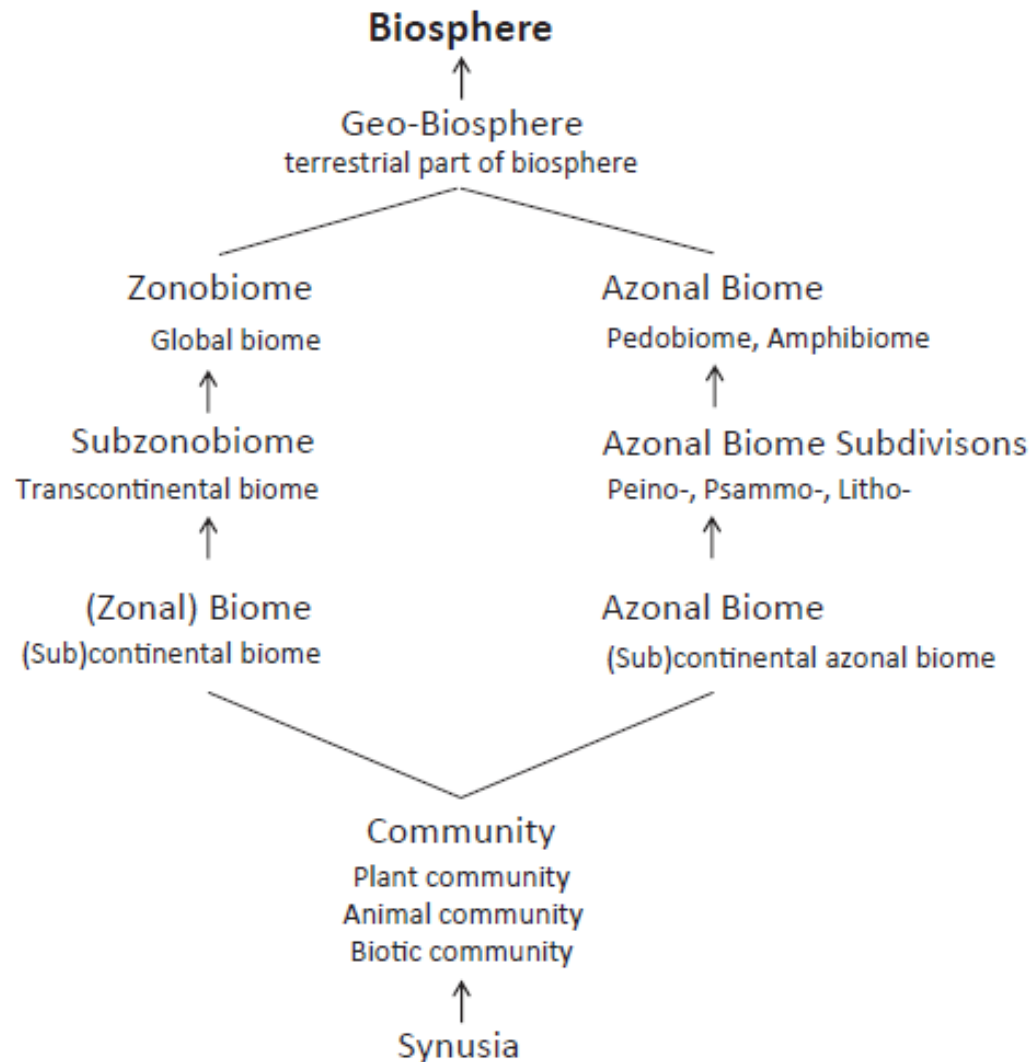 Biosphere
Geo-Biosphere
terrestrial part of biosphere
Zonobiome
Global biome
Azonal Biome
Pedobiome, Amphibiome
Subzonobiome
Transcontinental biome
Azonal Biome Subdivisons
Peino-, Psammo-, Litho-
(Zonal) Biome
(Sub)continental biome
Azonal Biome
(Sub)continental azonal biome
Community
Plant community
Animal community
Biotic community
Synusia